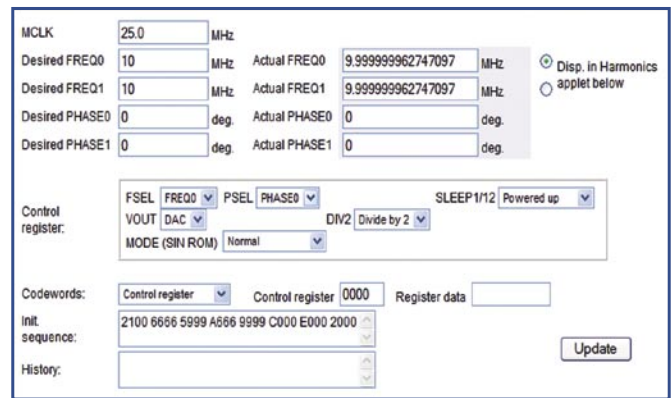 MCLK 25.0 MHz
Desired FREQ0 10 MHz Actual FREQ0 9.999999962747097 MHz Disp. in Harmonics
applet below
Desired FREQ1 10 MHz Actual FREQ1 9.999999962747097 MHz
Desired PHASE0 0 deg. Actual PHASE0 0 deg.
Desired PHASE1 0 deg. Actual PHASE1 0 deg.
Control
register:
FSEL FREQ0 PSEL PHASE0 SLEEP1/12 Powered up
VOUT DAC DIV2 Divide by 2
MODE (SIN ROM) Normal
Codewords: Control register Control register 0000 Register data
Init.
sequence:
2100 6666 5999 A666 9999 C000 E000 2000
Update
History: